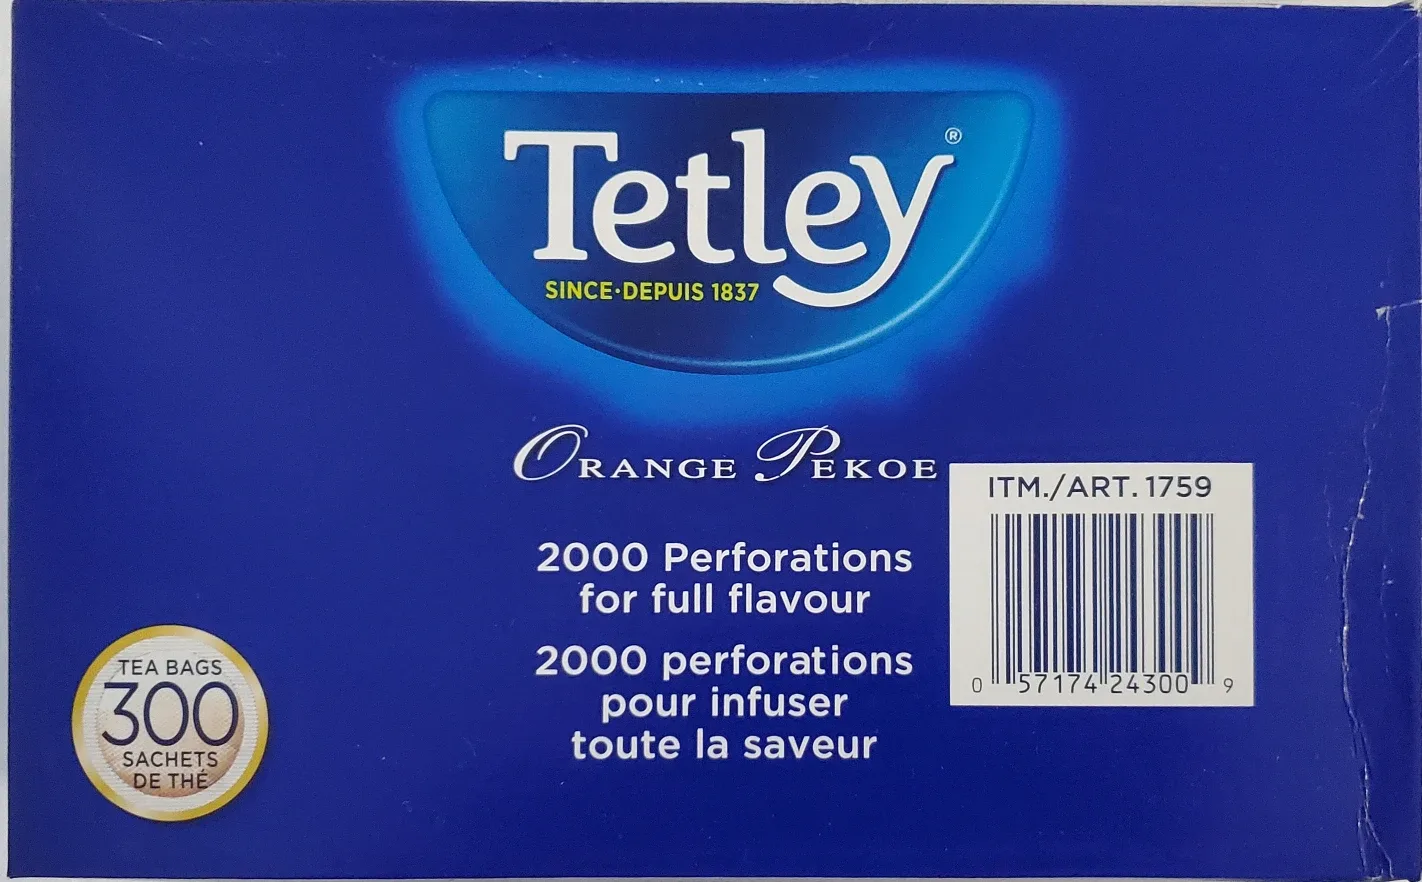 Tetley®
SINCE·DEPUIS 1837
ORANGE PEKOE
2000 Perforations
for full flavour
2000 perforations
pour infuser
toute la saveur
ITM./ART. 1759
0 57174 24300 9
TEA BAGS
300
SACHETS
DE THÉ